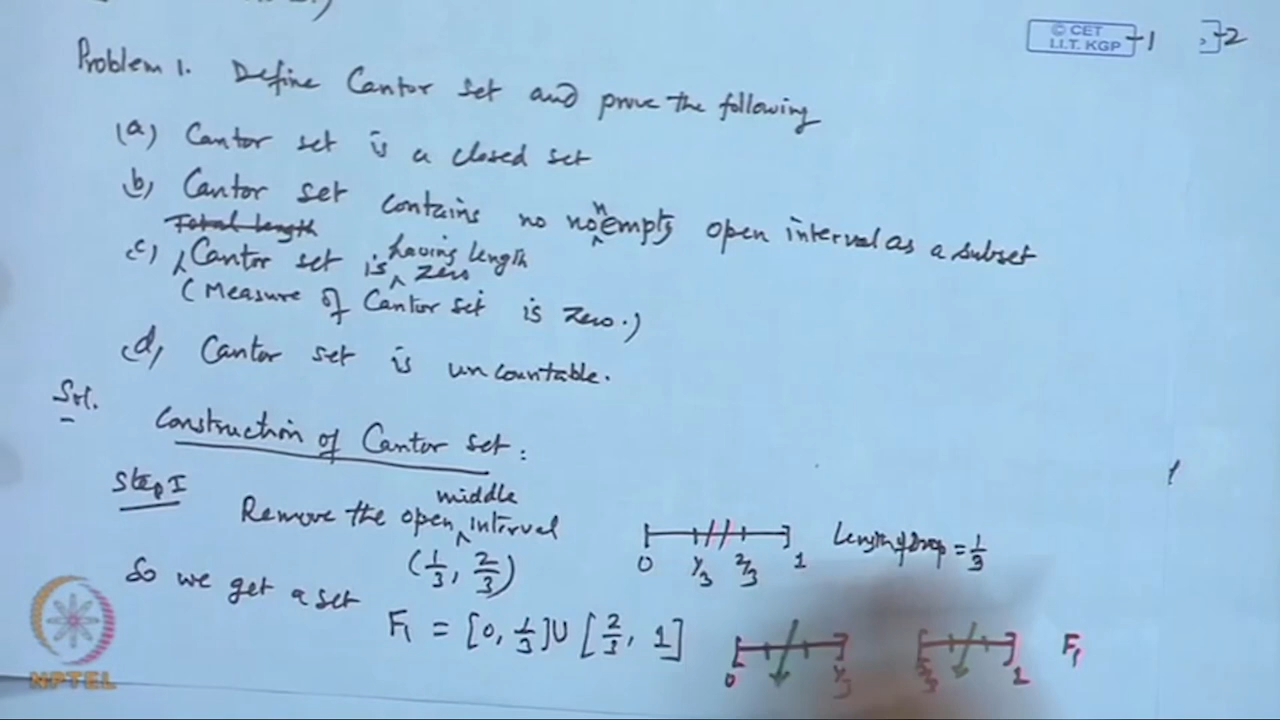 © CET
I.I.T. KGP
-1
-2
Problem 1. Define Cantor set and prove the following
(a) Cantor set is a closed set
(b) Cantor set contains no nonempty open interval as a subset
Total length
(c) Cantor set is having length zero
(Measure of Cantor set is zero.)
(d) Cantor set is uncountable.
Sol.
Construction of Cantor set:
Step I
Remove the open middle interval
(1/3, 2/3)
0 1/3 2/3 1
Length of drop = 1/3
So we get a set
F1 = [0, 1/3] U [2/3, 1]
0 1/3 2/3 1 F1
NPTEL